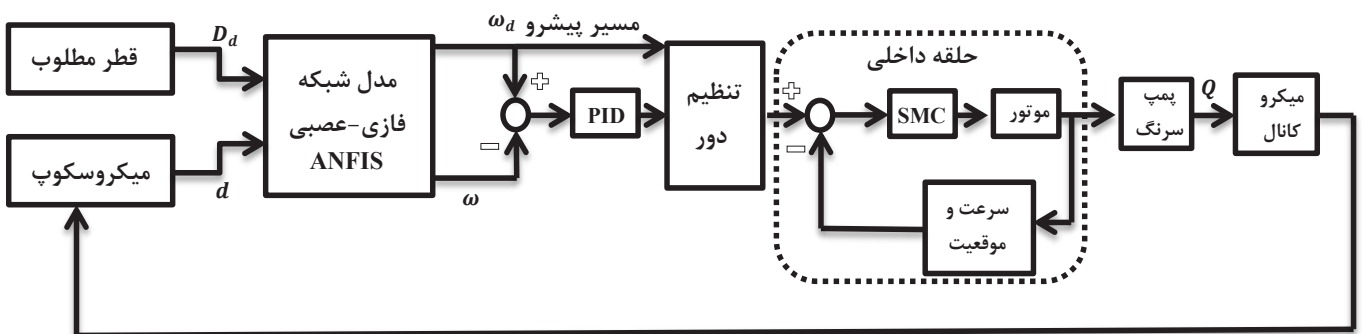 قطر مطلوب
D_d
میکروسکوپ
d
مدل شبکه
فازی-عصبی
ANFIS
ω_d
مسیر پیشرو
+
−
ω
PID
تنظیم
دور
حلقه داخلی
+
−
SMC
موتور
سرعت و
موقعیت
پمپ
سرنگ
Q
میکرو
کانال